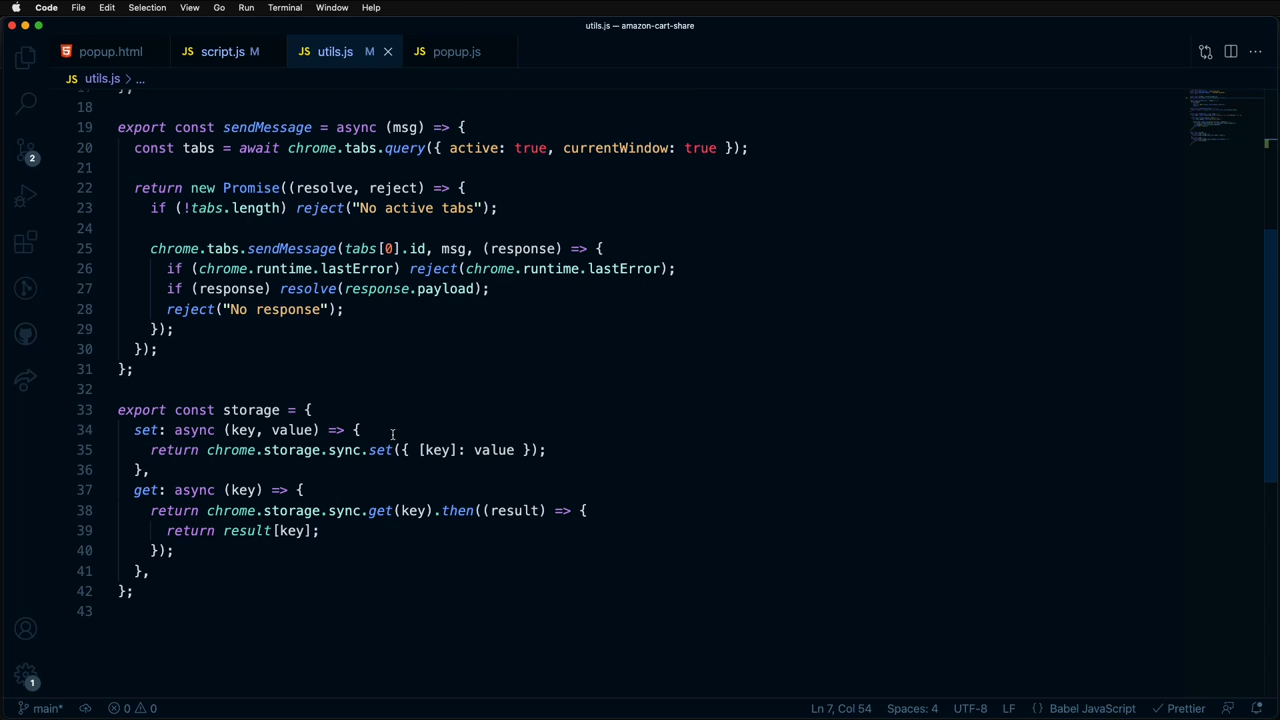 Code File Edit Selection View Go Run Terminal Window Help
utils.js — amazon-cart-share
popup.html JS script.js M JS utils.js M JS popup.js
JS utils.js > ...
18
19 export const sendMessage = async (msg) => {
20 const tabs = await chrome.tabs.query({ active: true, currentWindow: true });
21
22 return new Promise((resolve, reject) => {
23 if (!tabs.length) reject("No active tabs");
24
25 chrome.tabs.sendMessage(tabs[0].id, msg, (response) => {
26 if (chrome.runtime.lastError) reject(chrome.runtime.lastError);
27 if (response) resolve(response.payload);
28 reject("No response");
29 });
30 });
31 };
32
33 export const storage = {
34 set: async (key, value) => {
35 return chrome.storage.sync.set({ [key]: value });
36 },
37 get: async (key) => {
38 return chrome.storage.sync.get(key).then((result) => {
39 return result[key];
40 });
41 },
42 };
43
2
1
main* 0 0 Ln 7, Col 54 Spaces: 4 UTF-8 LF {} Babel JavaScript Prettier